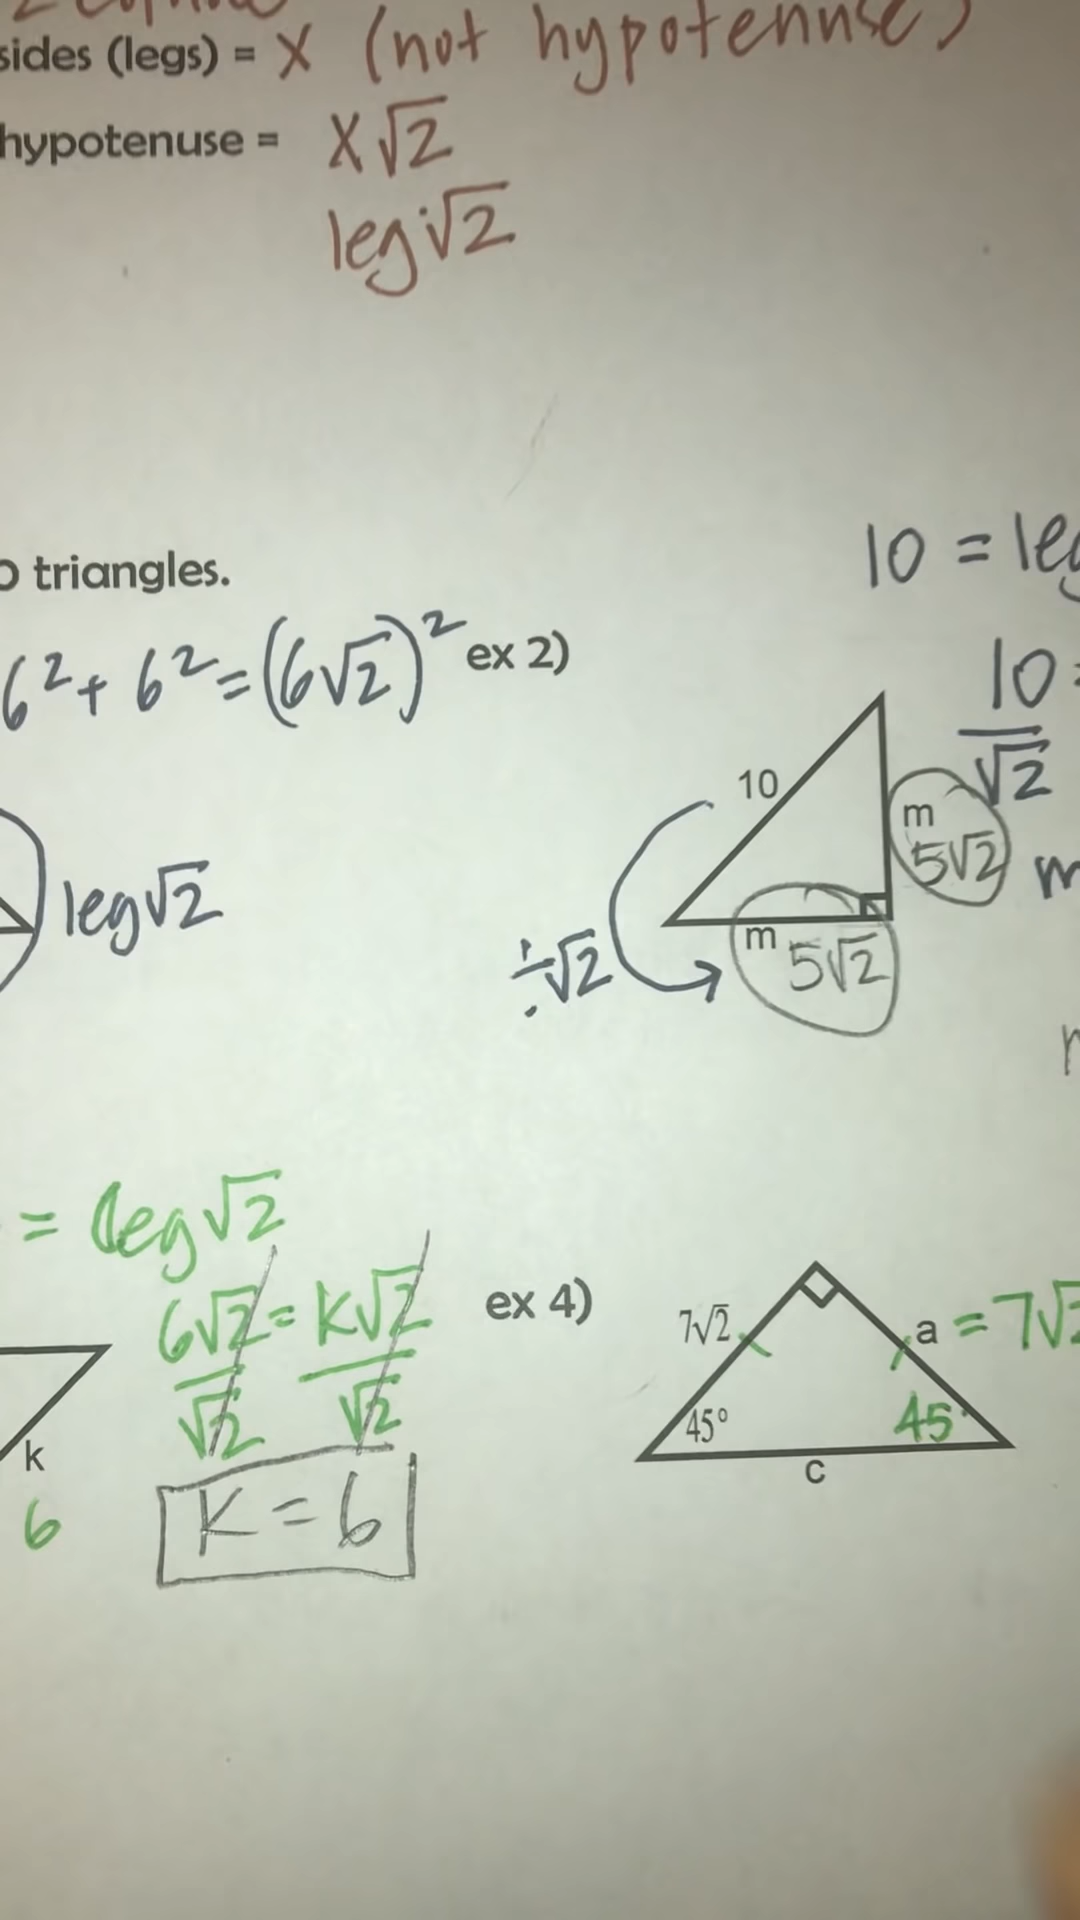 sides (legs) = x (not hypotenuse)
hypotenuse = x√2
leg·√2
triangles.
10 = leg
6² + 6² = (6√2)²
ex 2)
10 =
√2
10
m
5√2
m
leg√2
÷√2
m
5√2
= leg√2
6√2 = k√2
√2 √2
k
6
K = 6
ex 4)
7√2
a = 7√2
45°
45°
c